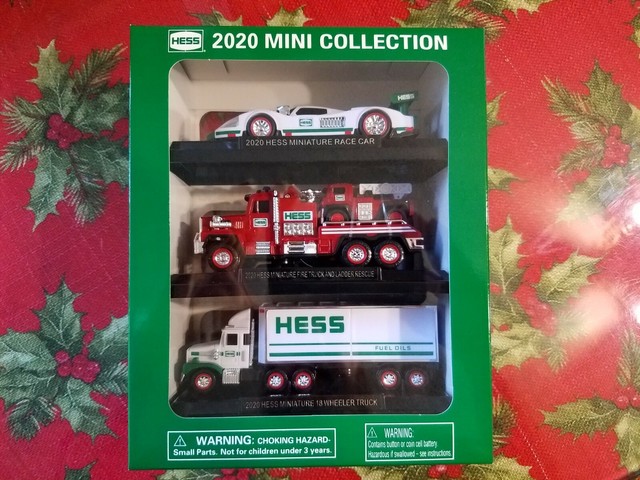 HESS 2020 MINI COLLECTION
HESS
HESS
2020 HESS MINIATURE RACE CAR
HESS
2020 HESS MINIATURE FIRE TRUCK AND LADDER RESCUE
HESS
FUEL OILS
2020 HESS MINIATURE 18 WHEELER TRUCK
WARNING: CHOKING HAZARD-
Small Parts. Not for children under 3 years.
WARNING:
Contains button or coin cell battery.
Hazardous if swallowed – see instructions.